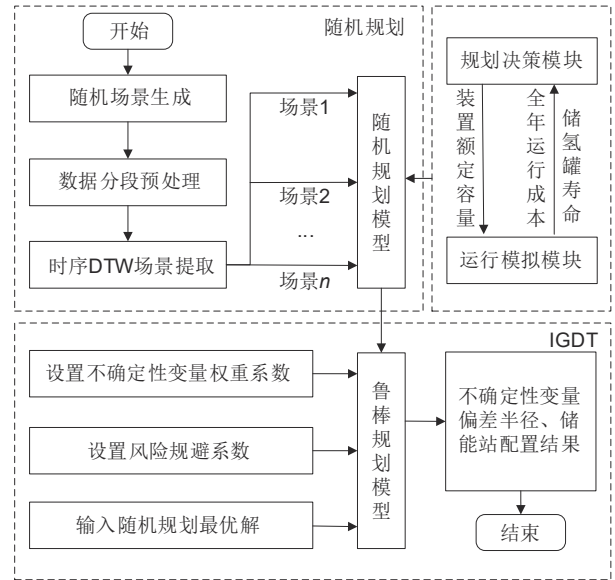 开始
随机规划
随机场景生成
数据分段预处理
时序DTW场景提取
场景1
场景2
...
场景n
随机规划模型
规划决策模块
装置额定容量
全年运行成本
储氢罐寿命
运行模拟模块
IGDT
设置不确定性变量权重系数
设置风险规避系数
输入随机规划最优解
鲁棒规划模型
不确定性变量
偏差半径、储
能站配置结果
结束